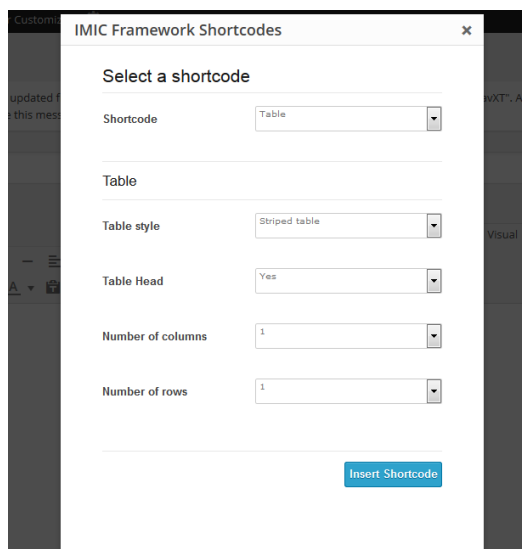 r Customiz
IMIC Framework Shortcodes ×
Select a shortcode
updated f
avXT". A
e this mess
Shortcode Table
Table
Table style Striped table
Visual
Table Head Yes
A
Number of columns 1
Number of rows 1
Insert Shortcode